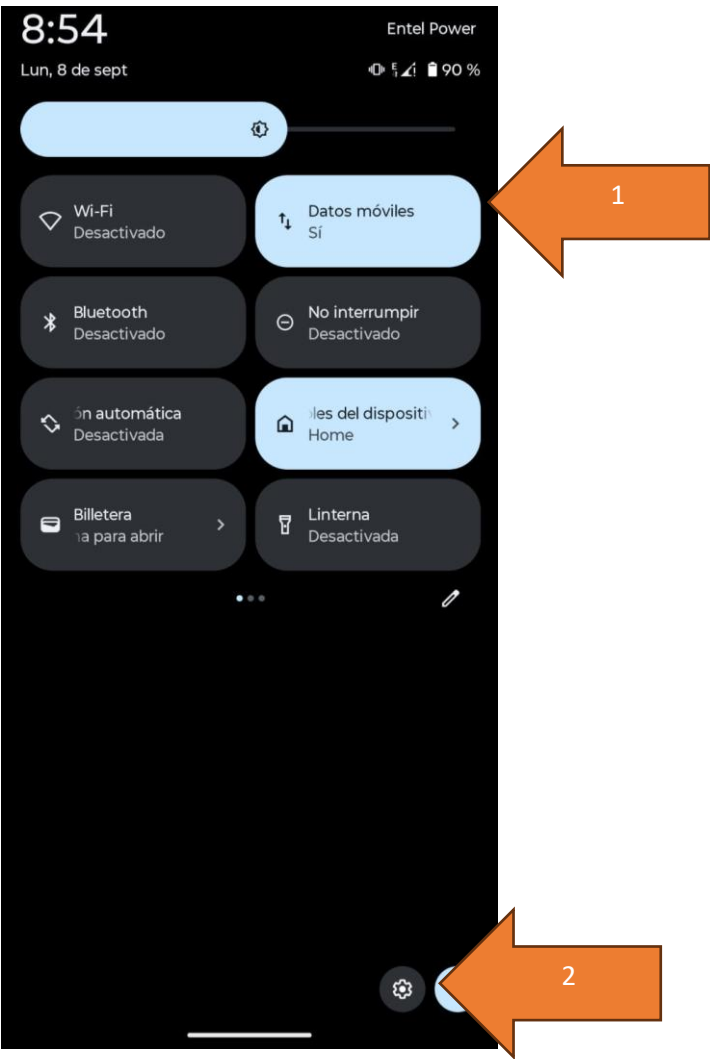 8:54
Entel Power
Lun, 8 de sept
90 %
Wi-Fi
Desactivado
Datos móviles
Sí
1
Bluetooth
Desactivado
No interrumpir
Desactivado
ón automática
Desactivada
les del dispositi
Home
Billetera
na para abrir
Linterna
Desactivada
2